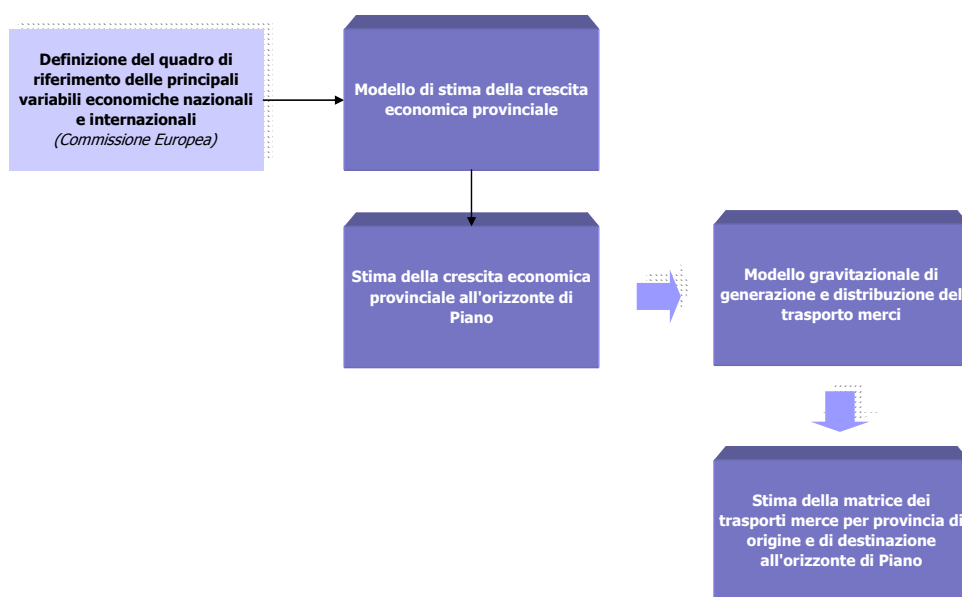 Definizione del quadro di
riferimento delle principali
variabili economiche nazionali
e internazionali
(Commissione Europea)
Modello di stima della crescita
economica provinciale
Stima della crescita economica
provinciale all'orizzonte di
Piano
Modello gravitazionale di
generazione e distribuzione del
trasporto merci
Stima della matrice dei
trasporti merce per provincia di
origine e di destinazione
all'orizzonte di Piano